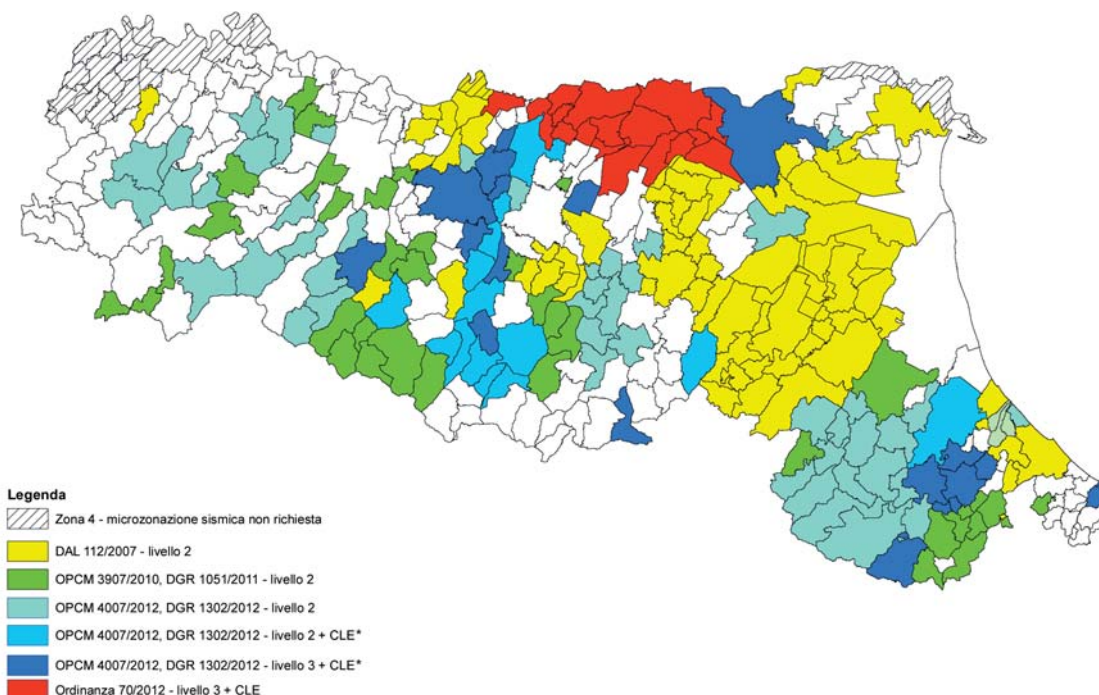 Legenda
Zona 4 - microzonazione sismica non richiesta
DAL 112/2007 - livello 2
OPCM 3907/2010, DGR 1051/2011 - livello 2
OPCM 4007/2012, DGR 1302/2012 - livello 2
OPCM 4007/2012, DGR 1302/2012 - livello 2 + CLE*
OPCM 4007/2012, DGR 1302/2012 - livello 3 + CLE*
Ordinanza 70/2012 - livello 3 + CLE